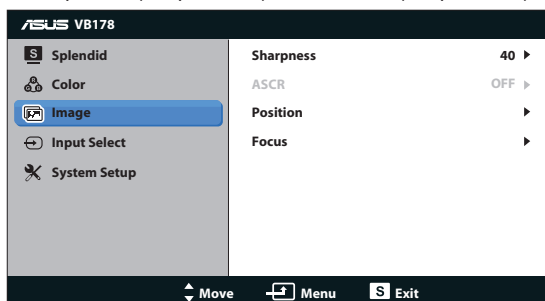 ASUS VB178
S Splendid
Color
Image
Input Select
System Setup
Sharpness 40
ASCR OFF
Position
Focus
Move Menu S Exit